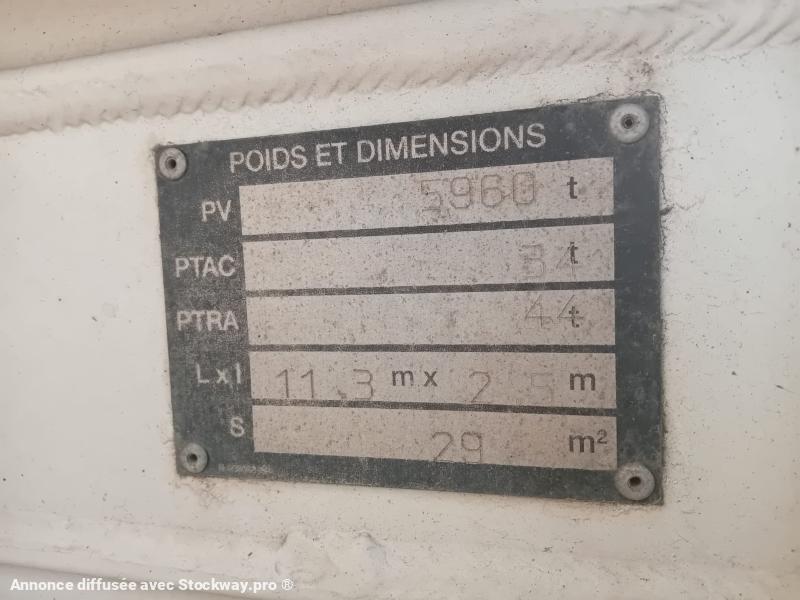 POIDS ET DIMENSIONS
PV 5960 t
PTAC 34 t
PTRA 44 t
L x l 11.3 m x 2.5 m
S 29 m²
Annonce diffusée avec Stockway.pro ®